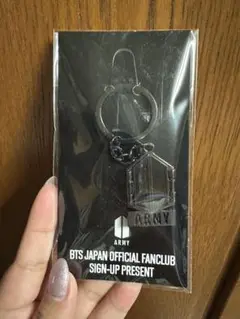 ARMY
ARMY
BTS JAPAN OFFICIAL FANCLUB
SIGN-UP PRESENT